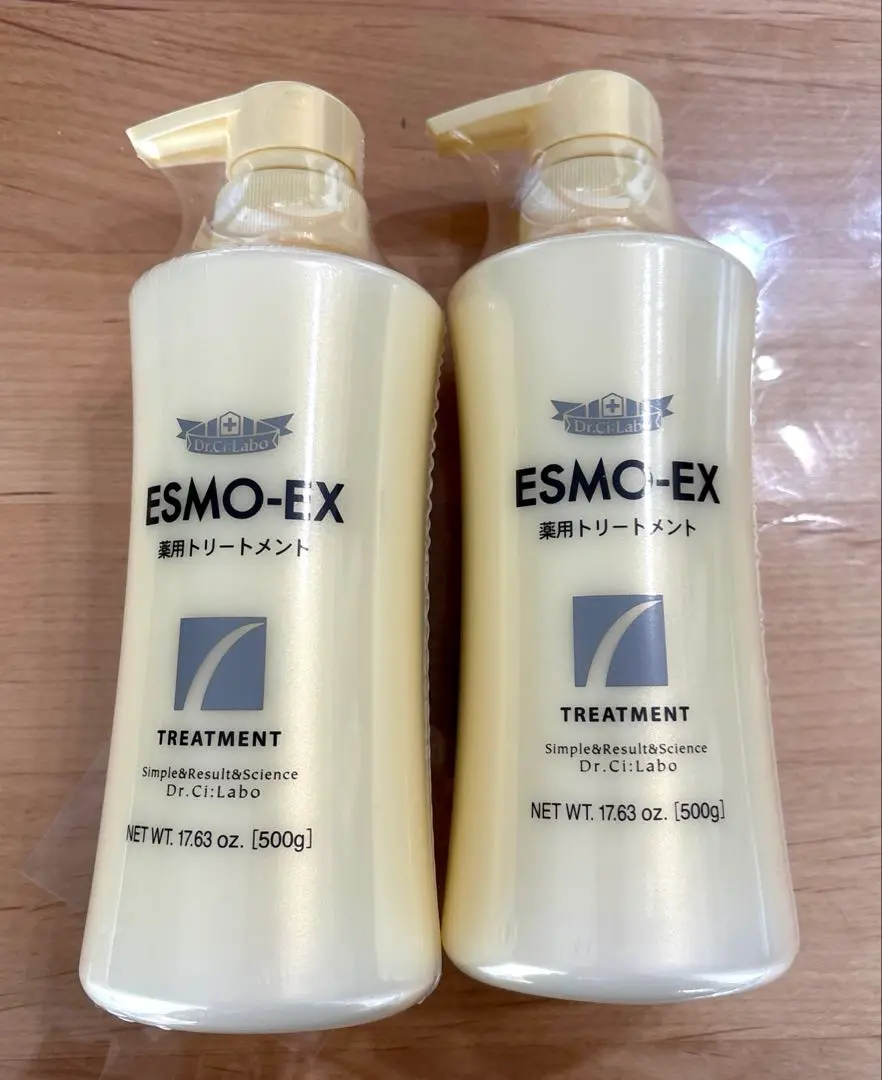 Dr.Ci:Labo
ESMO-EX
薬用トリートメント
TREATMENT
Simple&Result&Science
Dr.Ci:Labo
NET WT. 17.63 oz. [500g]
Dr.Ci:Labo
ESMO-EX
薬用トリートメント
TREATMENT
Simple&Result&Science
Dr.Ci:Labo
NET WT. 17.63 oz. [500g]